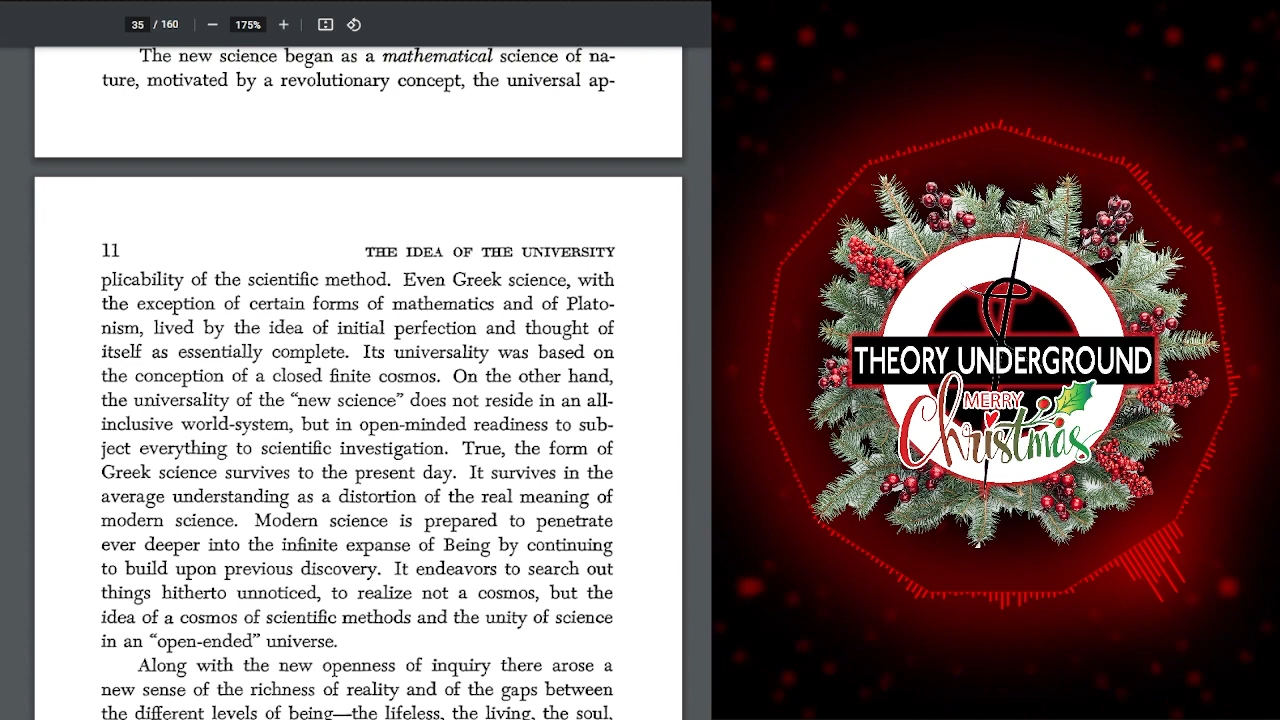 35 / 160
175%
The new science began as a mathematical science of na-
ture, motivated by a revolutionary concept, the universal ap-
11
THE IDEA OF THE UNIVERSITY
plicability of the scientific method. Even Greek science, with
the exception of certain forms of mathematics and of Plato-
nism, lived by the idea of initial perfection and thought of
itself as essentially complete. Its universality was based on
the conception of a closed finite cosmos. On the other hand,
the universality of the “new science” does not reside in an all-
inclusive world-system, but in open-minded readiness to sub-
ject everything to scientific investigation. True, the form of
Greek science survives to the present day. It survives in the
average understanding as a distortion of the real meaning of
modern science. Modern science is prepared to penetrate
ever deeper into the infinite expanse of Being by continuing
to build upon previous discovery. It endeavors to search out
things hitherto unnoticed, to realize not a cosmos, but the
idea of a cosmos of scientific methods and the unity of science
in an “open-ended” universe.
Along with the new openness of inquiry there arose a
new sense of the richness of reality and of the gaps between
the different levels of being—the lifeless, the living, the soul,
THEORY UNDERGROUND
MERRY
Christmas